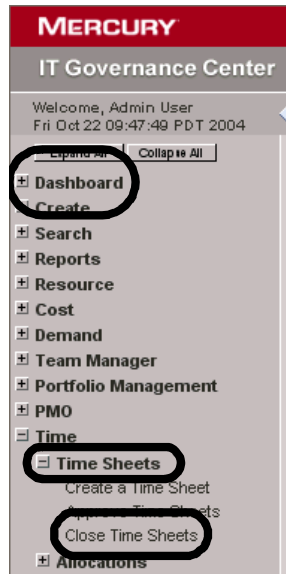 MERCURY
IT Governance Center
Welcome, Admin User
Fri Oct 22 09:47:49 PDT 2004
Expand All Collapse All
Dashboard
Create
Search
Reports
Resource
Cost
Demand
Team Manager
Portfolio Management
PMO
Time
Time Sheets
Create a Time Sheet
Approve Time Sheets
Close Time Sheets
Allocations